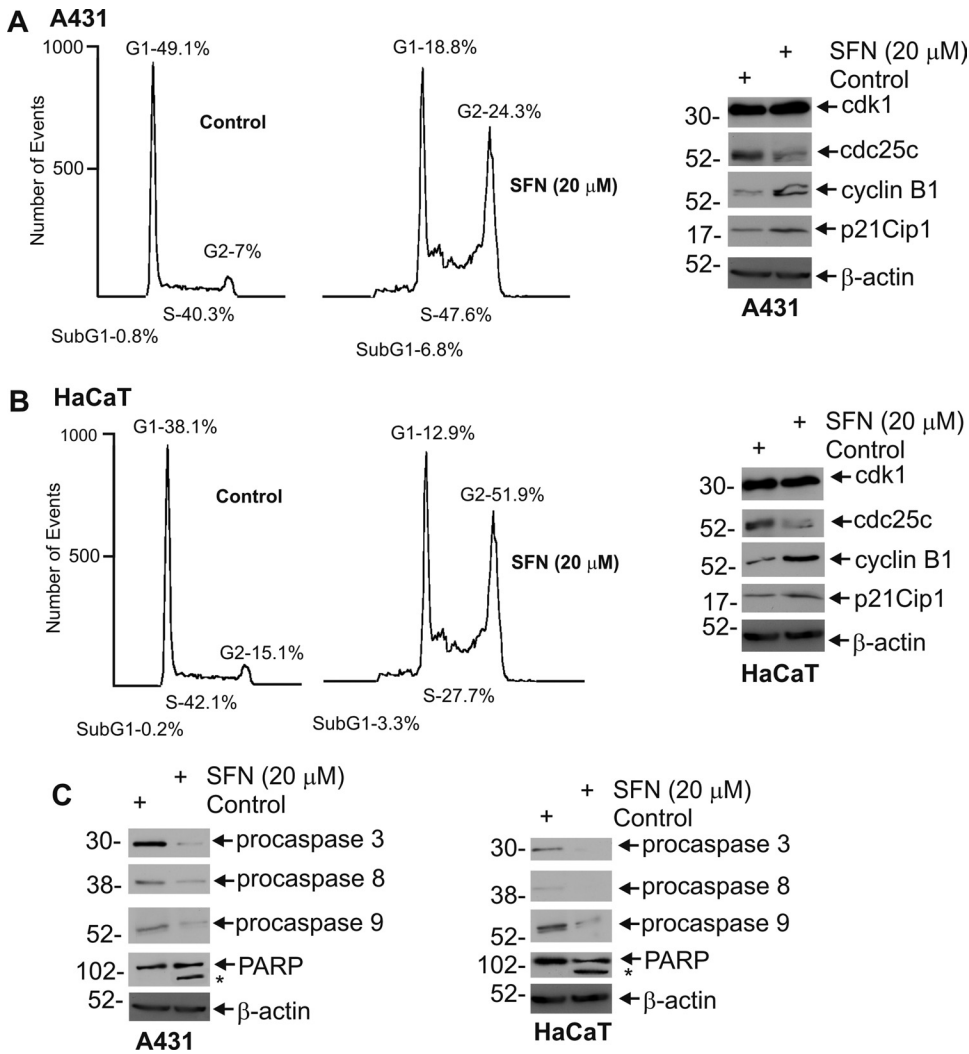 A
A431
1000
500
Number of Events
G1-49.1%
Control
G2-7%
S-40.3%
SubG1-0.8%
G1-18.8%
G2-24.3%
SFN (20 µM)
S-47.6%
SubG1-6.8%
+ SFN (20 µM)
+ Control
30- cdk1
52- cdc25c
52- cyclin B1
17- p21Cip1
52- β-actin
A431
B
HaCaT
1000
500
Number of Events
G1-38.1%
Control
G2-15.1%
S-42.1%
SubG1-0.2%
G1-12.9%
G2-51.9%
SFN (20 µM)
S-27.7%
SubG1-3.3%
+ SFN (20 µM)
+ Control
30- cdk1
52- cdc25c
52- cyclin B1
17- p21Cip1
52- β-actin
HaCaT
C
+ SFN (20 µM)
+ Control
30- procaspase 3
38- procaspase 8
52- procaspase 9
102- PARP
*
52- β-actin
A431
+ SFN (20 µM)
+ Control
30- procaspase 3
38- procaspase 8
52- procaspase 9
102- PARP
*
52- β-actin
HaCaT